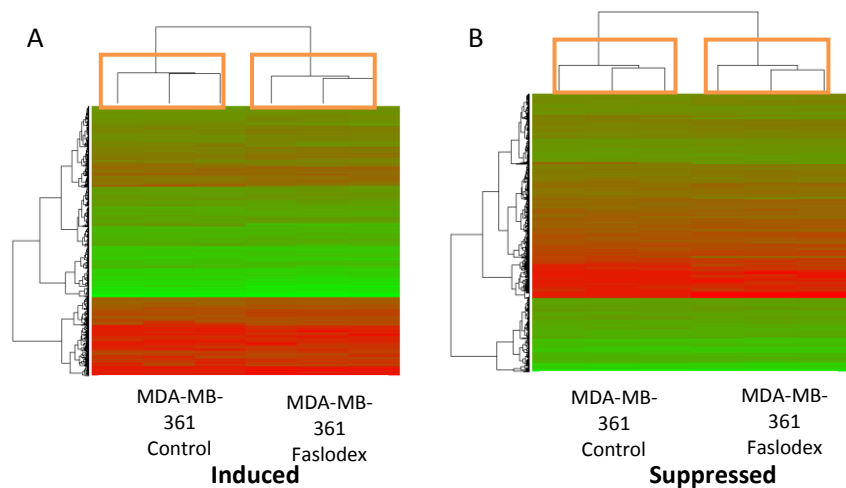 A
B
MDA-MB-
361
Control
MDA-MB-
361
Faslodex
Induced
MDA-MB-
361
Control
MDA-MB-
361
Faslodex
Suppressed